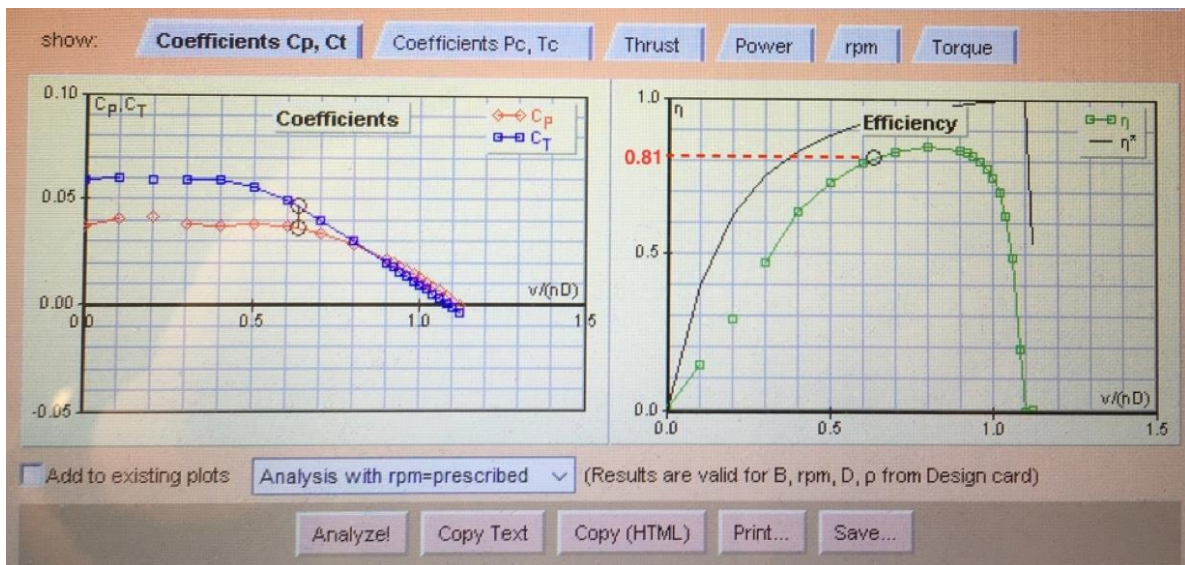 show: Coefficients Cp, Ct Coefficients Pc, Tc Thrust Power rpm Torque
0.10 CP,CT Coefficients CP CT
0.05
0.00
-0.05
0.0 0.5 1.0 1.5
v/(nD)
1.0 η Efficiency η η*
0.81
0.5
0.0
0.0 0.5 1.0 1.5
v/(nD)
Add to existing plots Analysis with rpm=prescribed (Results are valid for B, rpm, D, ρ from Design card)
Analyze! Copy Text Copy (HTML) Print... Save...